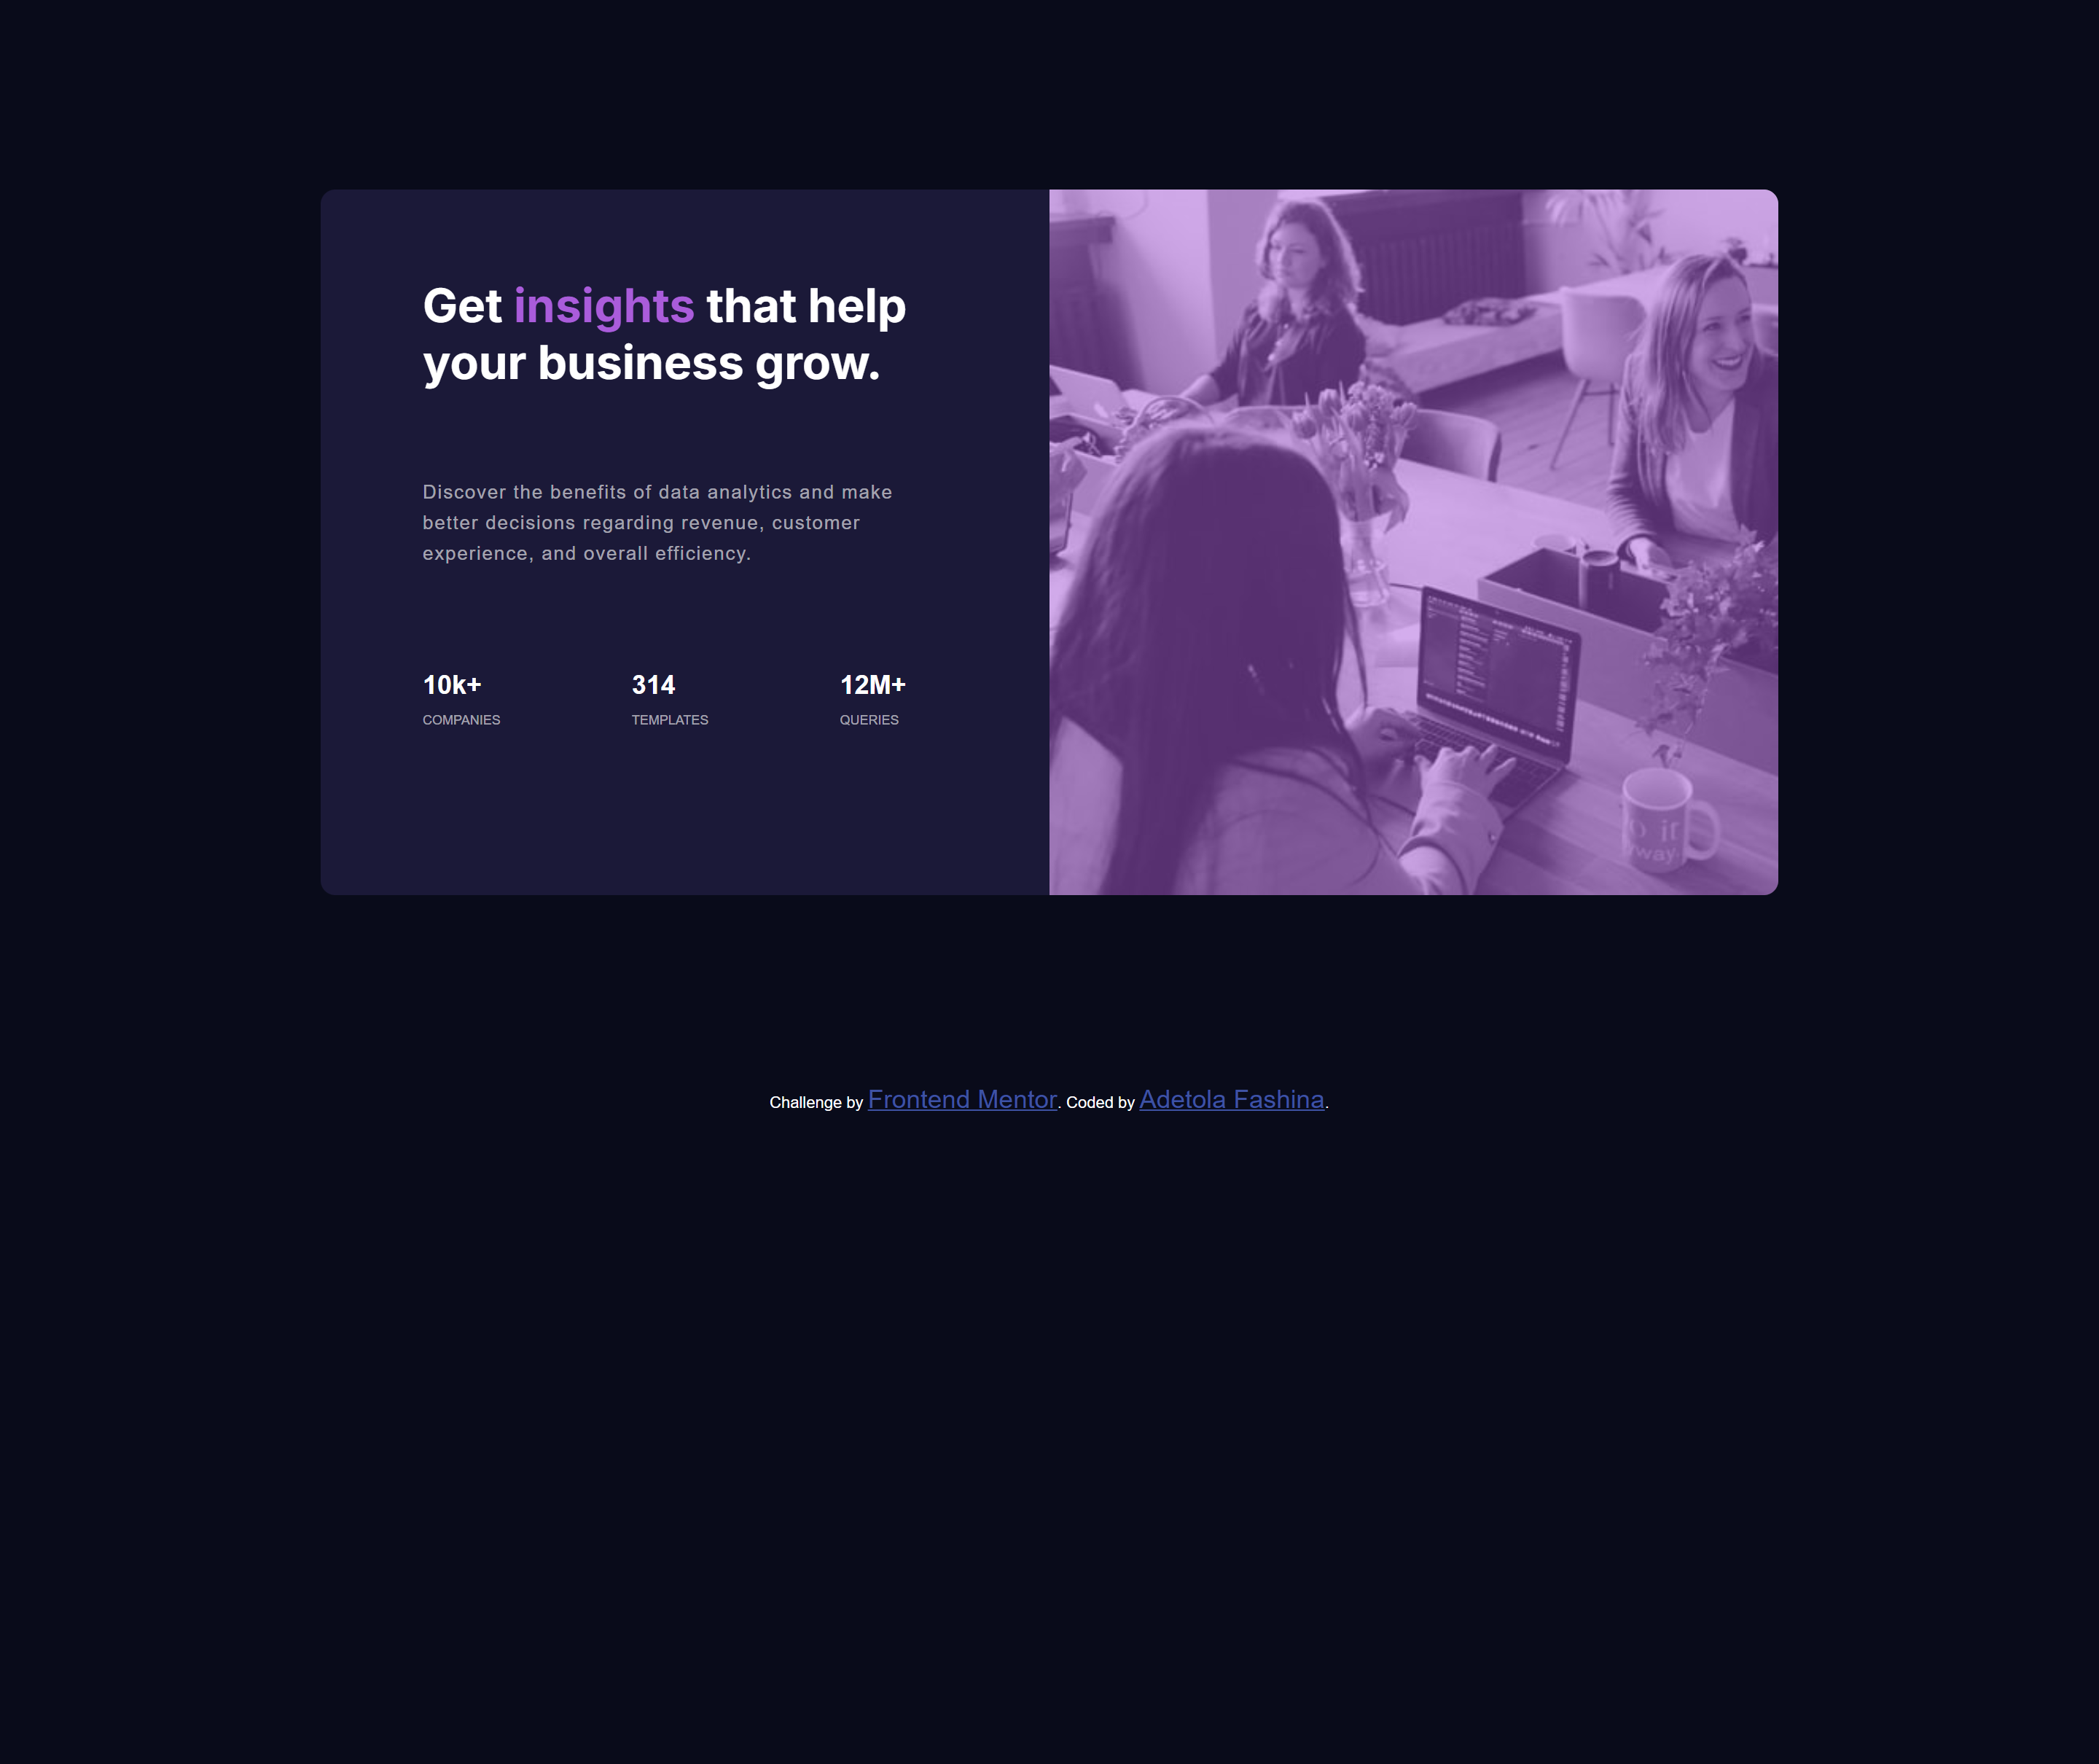 Get insights that help
your business grow.
Discover the benefits of data analytics and make
better decisions regarding revenue, customer
experience, and overall efficiency.
10k+ 314 12M+
COMPANIES TEMPLATES QUERIES
it
way.
Challenge by Frontend Mentor. Coded by Adetola Fashina.